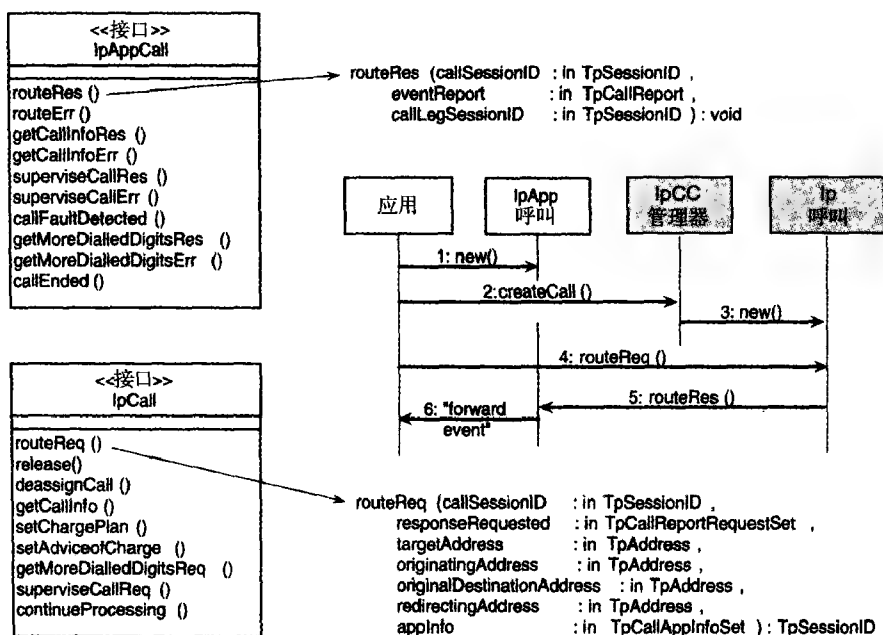 <<接口>>
IpAppCall
routeRes ()
routeErr ()
getCallInfoRes ()
getCallInfoErr ()
superviseCallRes ()
superviseCallErr ()
callFaultDetected ()
getMoreDialledDigitsRes ()
getMoreDialledDigitsErr ()
callEnded ()
routeRes (callSessionID : in TpSessionID ,
eventReport : in TpCallReport ,
callLegSessionID : in TpSessionID ) : void
应用
IpApp
呼叫
IpCC
管理器
Ip
呼叫
1: new()
2:createCall ()
3: new()
4: routeReq ()
5: routeRes ()
6: "forward
event"
<<接口>>
IpCall
routeReq ()
release()
deassignCall ()
getCallInfo ()
setChargePlan ()
setAdviceofCharge ()
getMoreDialledDigitsReq ()
superviseCallReq ()
continueProcessing ()
routeReq (callSessionID : in TpSessionID ,
responseRequested : in TpCallReportRequestSet ,
targetAddress : in TpAddress ,
originatingAddress : in TpAddress ,
originalDestinationAddress : in TpAddress ,
redirectingAddress : in TpAddress ,
appInfo : in TpCallAppInfoSet ) : TpSessionID